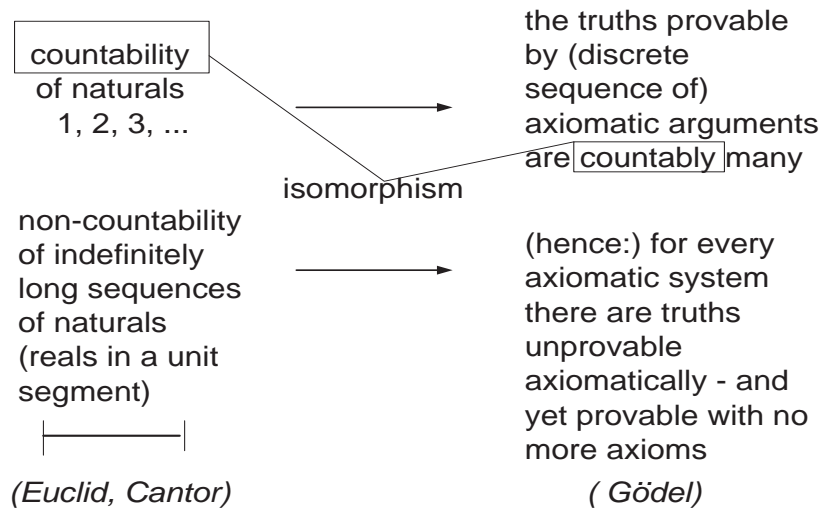 countability
of naturals
1, 2, 3, ...
the truths provable
by (discrete
sequence of)
axiomatic arguments
are countably many
isomorphism
non-countability
of indefinitely
long sequences
of naturals
(reals in a unit
segment)
(hence:) for every
axiomatic system
there are truths
unprovable
axiomatically - and
yet provable with no
more axioms
(Euclid, Cantor)
( Gödel)